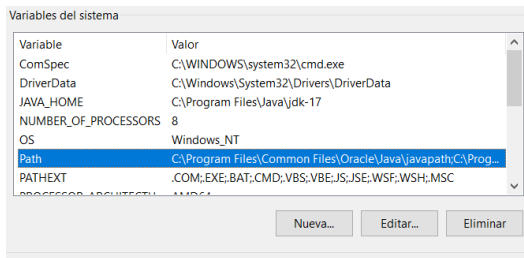 Variables del sistema
Variable Valor
ComSpec C:\WINDOWS\system32\cmd.exe
DriverData C:\Windows\System32\Drivers\DriverData
JAVA_HOME C:\Program Files\Java\jdk-17
NUMBER_OF_PROCESSORS 8
OS Windows_NT
Path C:\Program Files\Common Files\Oracle\Java\javapath;C:\Prog...
PATHEXT .COM;.EXE;.BAT;.CMD;.VBS;.VBE;JS;JSE;.WSF;.WSH;.MSC
PROCESSOR_ARCHITECTU... AMD64
Nueva... Editar... Eliminar